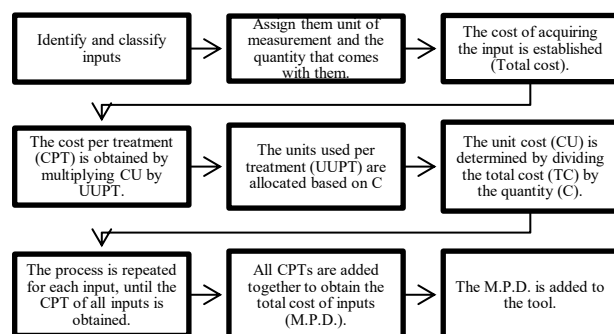 Identify and classify
inputs
Assign them unit of
measurement and the
quantity that comes
with them.
The cost of acquiring
the input is established
(Total cost).
The cost per treatment
(CPT) is obtained by
multiplying CU by
UUPT.
The units used per
treatment (UUPT) are
allocated based on C
The unit cost (CU) is
determined by dividing
the total cost (TC) by
the quantity (C).
The process is repeated
for each input, until the
CPT of all inputs is
obtained.
All CPTs are added
together to obtain the
total cost of inputs
(M.P.D.).
The M.P.D. is added to
the tool.